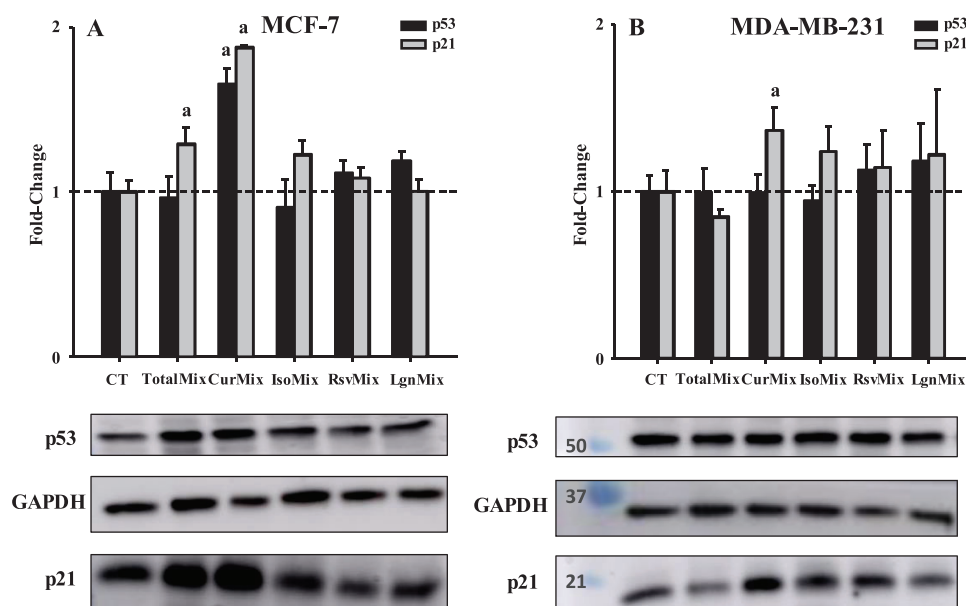 A
MCF-7
p53
p21
2
1
0
Fold-Change
a
a
a
CT TotalMix CurMix IsoMix RsvMix LgnMix
p53
GAPDH
p21
B
MDA-MB-231
p53
p21
2
1
0
Fold-Change
a
CT TotalMix CurMix IsoMix RsvMix LgnMix
p53
50
GAPDH
37
p21
21